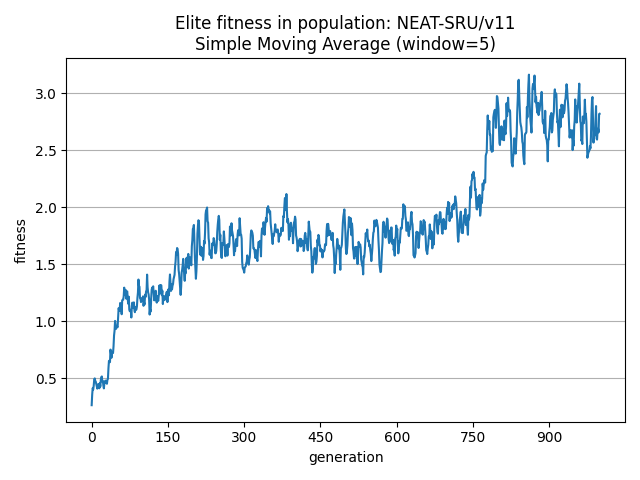 Elite fitness in population: NEAT-SRU/v11
Simple Moving Average (window=5)
fitness
3.0
2.5
2.0
1.5
1.0
0.5
0 150 300 450 600 750 900
generation